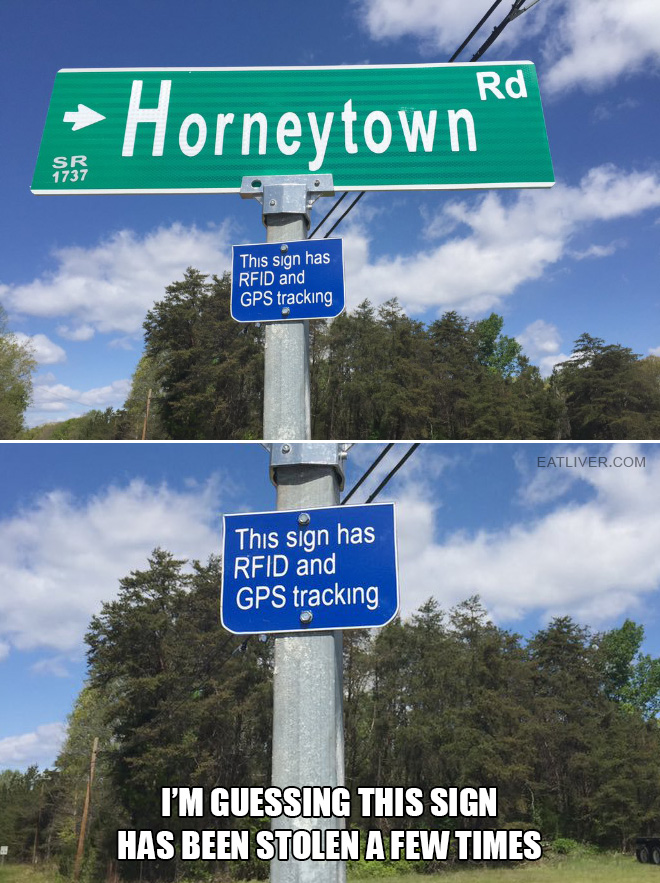 Horneytown Rd
SR
1737
This sign has
RFID and
GPS tracking
EATLIVER.COM
This sign has
RFID and
GPS tracking
I'M GUESSING THIS SIGN
HAS BEEN STOLEN A FEW TIMES